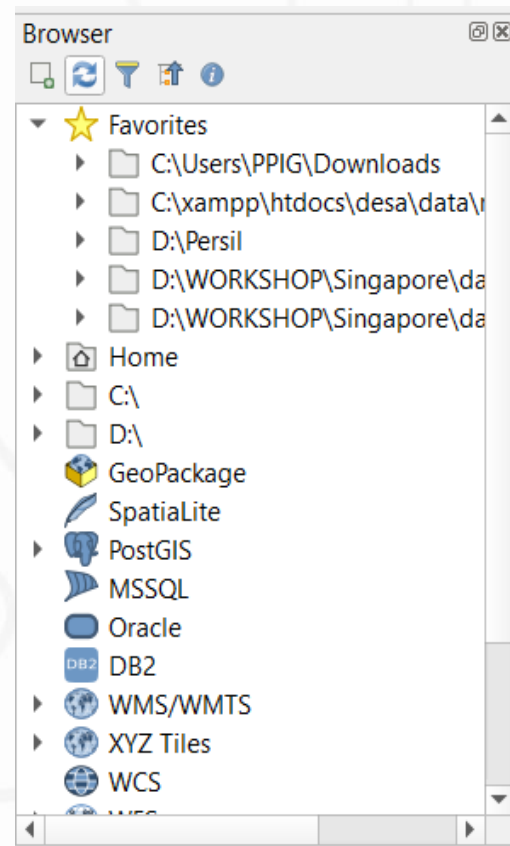 Browser
Favorites
C:\Users\PPIG\Downloads
C:\xampp\htdocs\desa\data\
D:\Persil
D:\WORKSHOP\Singapore\da
D:\WORKSHOP\Singapore\da
Home
C:\
D:\
GeoPackage
SpatiaLite
PostGIS
MSSQL
Oracle
DB2 DB2
WMS/WMTS
XYZ Tiles
WCS